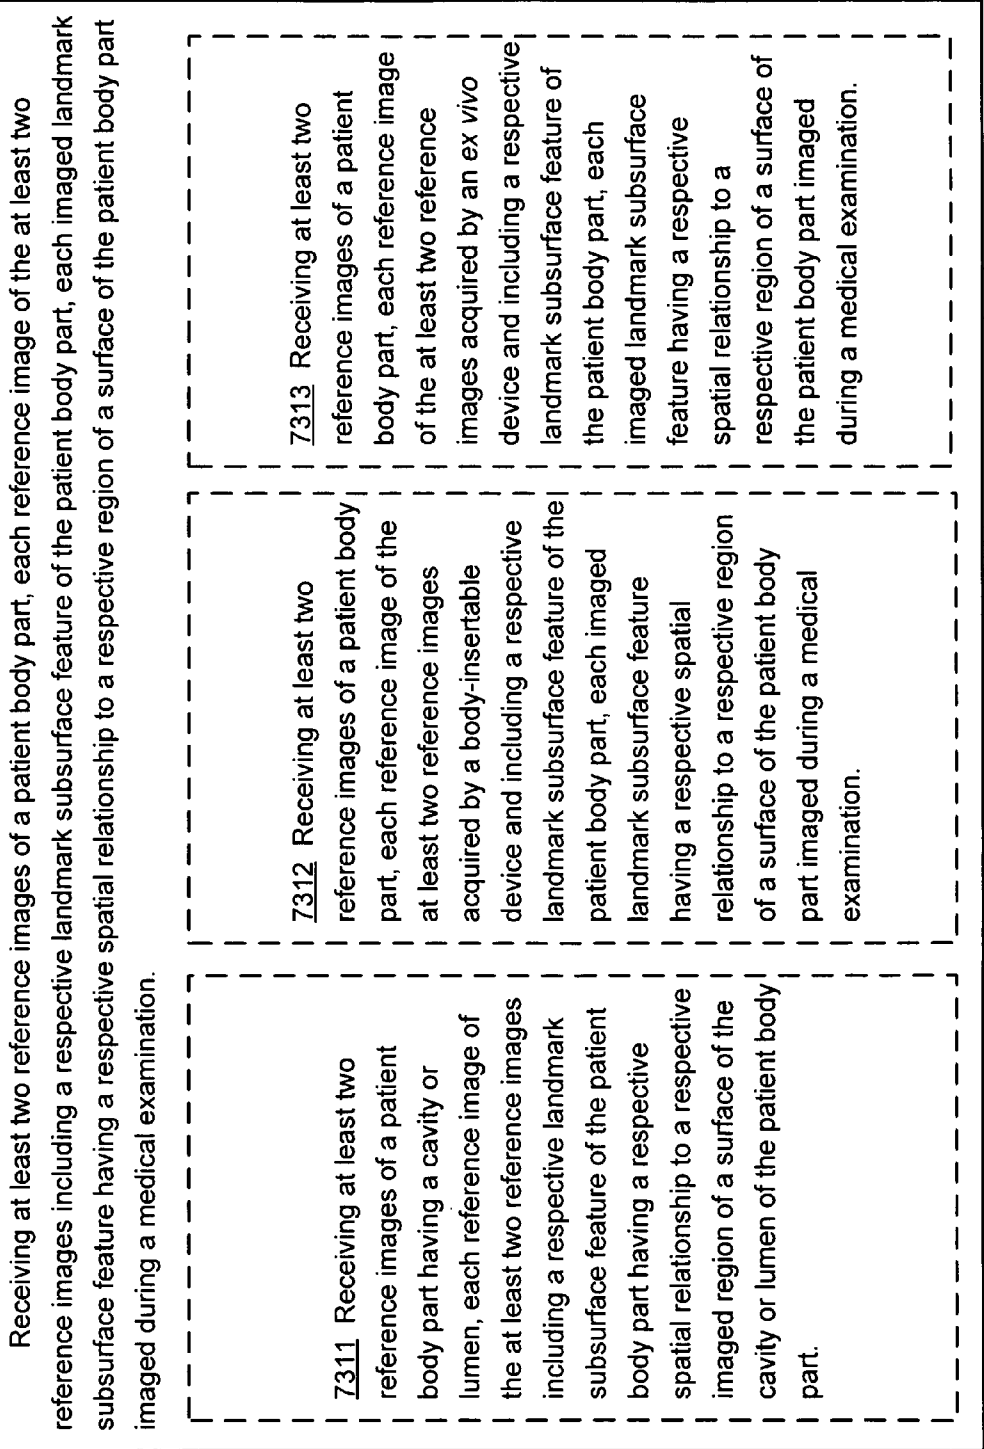 Receiving at least two reference images of a patient body part, each reference image of the at least two
reference images including a respective landmark subsurface feature of the patient body part, each imaged landmark
subsurface feature having a respective spatial relationship to a respective region of a surface of the patient body part
imaged during a medical examination.
7311 Receiving at least two
reference images of a patient
body part having a cavity or
lumen, each reference image of
the at least two reference images
including a respective landmark
subsurface feature of the patient
body part having a respective
spatial relationship to a respective
imaged region of a surface of the
cavity or lumen of the patient body
part.
7312 Receiving at least two
reference images of a patient body
part, each reference image of the
at least two reference images
acquired by a body-insertable
device and including a respective
landmark subsurface feature of the
patient body part, each imaged
landmark subsurface feature
having a respective spatial
relationship to a respective region
of a surface of the patient body
part imaged during a medical
examination.
7313 Receiving at least two
reference images of a patient
body part, each reference image
of the at least two reference
images acquired by an ex vivo
device and including a respective
landmark subsurface feature of
the patient body part, each
imaged landmark subsurface
feature having a respective
spatial relationship to a
respective region of a surface of
the patient body part imaged
during a medical examination.